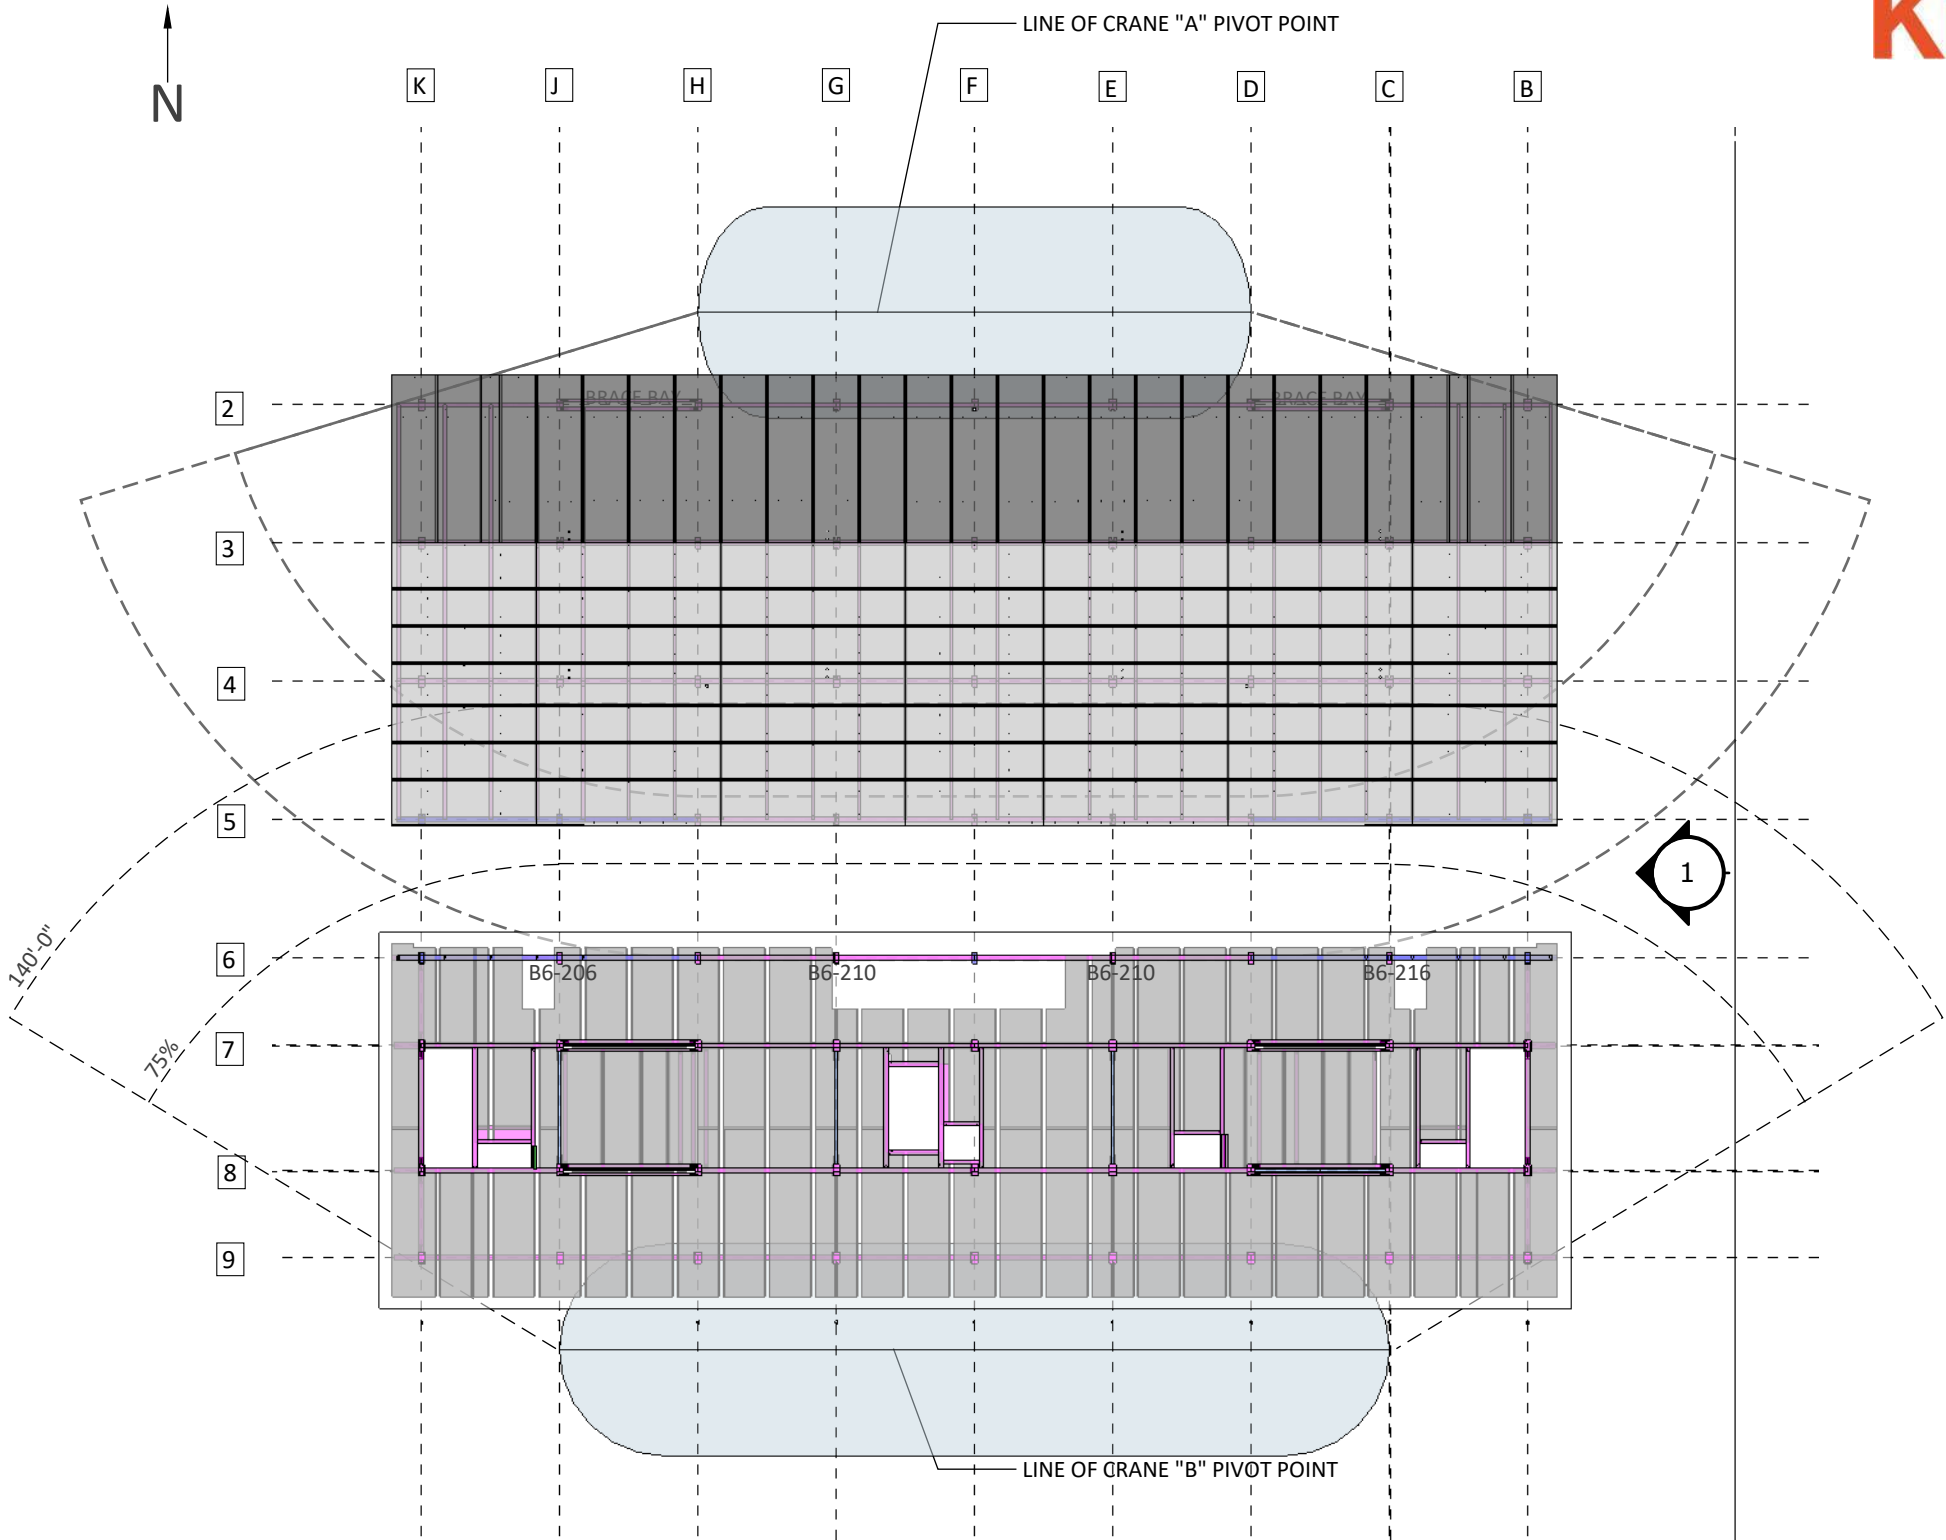 LINE OF CRANE "A" PIVOT POINT
K
N
K J H G F E D C B
2
BRACE BAY BRACE BAY
3
4
5
1
140'-0"
6
B6-206 B6-210 B6-210 B6-216
75%
7
8
9
LINE OF CRANE "B" PIVOT POINT